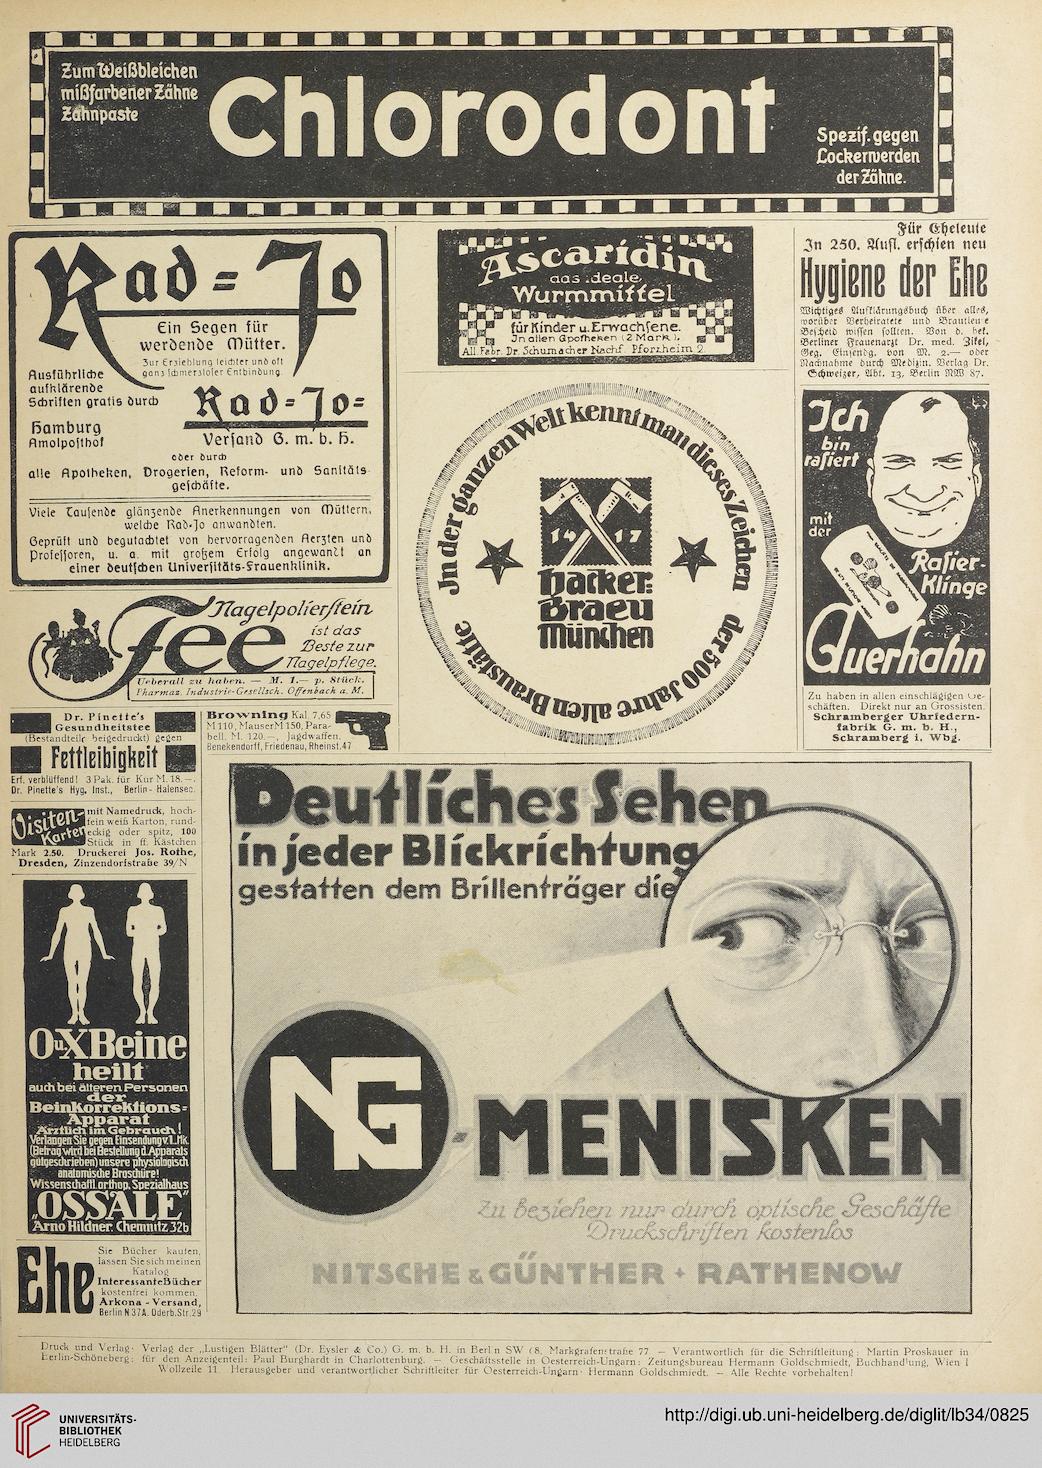 Zum Weißbleichen
mißfarbener Zähne
Zahnpaste
Chlorodont
Spezif. gegen
Lockerwerden
der Zähne.
Rad=Jo
Ein Segen für
werdende Mütter.
Zur Erzielung leichter und oft
ganz schmerzloser Entbindung.
Ausführliche
aufklärende
Schriften gratis durch
Rad=Jo=
Hamburg
Amolposthof
Versand G. m. b. H.
oder durch
alle Apotheken, Drogerien, Reform- und Sanitäts-
geschäfte.
Viele Tausende glänzende Anerkennungen von Müttern,
welche Rad-Jo anwandten.
Geprüft und begutachtet von hervorragenden Aerzten und
Professoren, u. a. mit großem Erfolg angewandt an
einer deutschen Universitäts-Frauenklinik.
Nagelpolierstein
Fee
ist das
Beste zur
Nagelpflege.
Ueberall zu haben. — M. 1.— p. Stück.
Pharmaz. Industrie-Gesellsch. Offenbach a. M.
Dr. Pinette's
Gesundheitstee
(Bestandteile beigedruckt) gegen
Fettleibigkeit
Erf. verblüffend! 3 Pak. für Kur M. 18.—.
Dr. Pinette's Hyg. Inst., Berlin-Halensee.
Browning Kal. 7,65
M 110, Mauser M 150, Para-
bell. M. 120.—, Jagdwaffen.
Benekendorff, Friedenau, Rheinst. 47
Visiten-
Karten
mit Namedruck, hoch-
fein weiß Karton, rund-
eckig oder spitz, 100
Stück in ff. Kästchen
Mark 2.50. Druckerei Jos. Rothe,
Dresden, Zinzendorfstraße 39/N
O u. X Beine
heilt
auch bei älteren Personen
der
Beinkorrektions=
Apparat
Ärztlich im Gebrauch!
Verlangen Sie gegen Einsendung v. 1.Mk.
(Betrag wird bei Bestellung d. Apparats
gutgeschrieben) unsere physiologisch
anatomische Broschüre!
Wissenschaftl. orthop. Spezialhaus
„OSSALE"
Arno Hildner, Chemnitz 32b
Ehe
Sie Bücher kaufen,
lassen Sie sich meinen
Katalog
Interessante Bücher
kostenfrei kommen.
Arkona-Versand,
Berlin N 37A. Oderb. Str. 29
Ascaridin
das ideale
Wurmmittel
für Kinder u. Erwachsene.
In allen Apotheken (2 Mark).
All. Fabr. Dr. Schumacher Nachf. Pforzheim 2
In der ganzen Welt kennt man dieses Zeichen
der 500 Jahre alten Braustätte
1417
Hacker=
Braeu
München
Für Eheleute
In 250. Aufl. erschien neu
Hygiene der Ehe
Wichtiges Aufklärungsbuch über alles,
worüber Verheiratete und Brautleute
Bescheid wissen sollten. Von d. bek.
Berliner Frauenarzt Dr. med. Zikel,
Geg. Einsendg. von M. 2.— oder
Nachnahme durch Medizin. Verlag Dr.
Schweizer, Abt. 13, Berlin NW 87.
Ich
bin
rasiert
mit
der
Rasier-
Klinge
Querhahn
Zu haben in allen einschlägigen Ge-
schäften. Direkt nur an Grossisten.
Schramberger Uhrfedern-
fabrik G. m. b. H.,
Schramberg i. Wbg.
Deutliches Sehen
in jeder Blickrichtung
gestatten dem Brillenträger die
NG
-MENISKEN
Zu beziehen nur durch optische Geschäfte
Druckschriften kostenlos
NITSCHE & GÜNTHER + RATHENOW
Druck und Verlag: Verlag der „Lustigen Blätter" (Dr. Eysler & Co.) G. m. b. H. in Berlin SW 68, Markgrafenstraße 77. — Verantwortlich für die Schriftleitung: Martin Proskauer in
Berlin-Schöneberg; für den Anzeigenteil: Paul Burghardt in Charlottenburg. — Geschäftsstelle in Oesterreich-Ungarn: Zeitungsbureau Hermann Goldschmiedt, Buchhandlung, Wien I
Wollzeile 11. Herausgeber und verantwortlicher Schriftleiter für Oesterreich-Ungarn: Hermann Goldschmiedt. — Alle Rechte vorbehalten!
UNIVERSITÄTS-
BIBLIOTHEK
HEIDELBERG
http://digi.ub.uni-heidelberg.de/diglit/lb34/0825